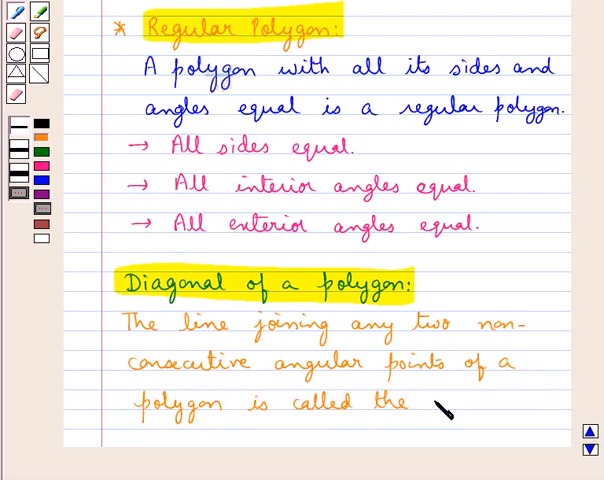 * Regular Polygon:
A polygon with all its sides and
angles equal is a regular polygon.
→ All sides equal.
→ All interior angles equal.
→ All exterior angles equal.
Diagonal of a polygon:
The line joining any two non-
consecutive angular points of a
polygon is called the